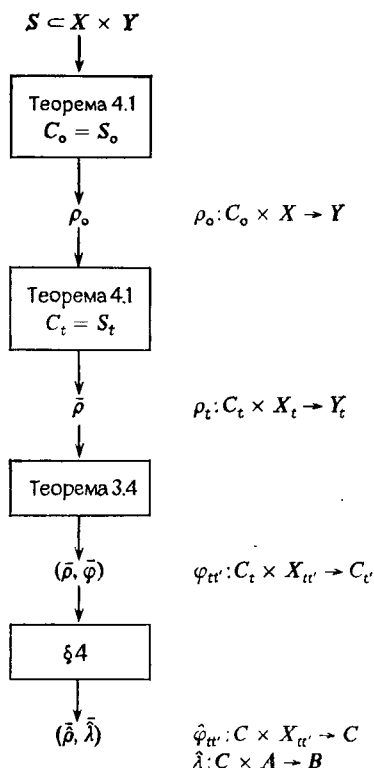 S ⊂ X × Y
Теорема 4.1
C₀ = S₀
ρ₀
ρ₀: C₀ × X → Y
Теорема 4.1
Cₜ = Sₜ
ρ̄
ρₜ: Cₜ × Xₜ → Yₜ
Теорема 3.4
(ρ̄, φ̄)
φₜₜ′: Cₜ × Xₜₜ′ → Cₜ′
§4
(ρ̄̂, λ̄̂)
φ̂ₜₜ′: C × Xₜₜ′ → C
λ̂: C × A → B